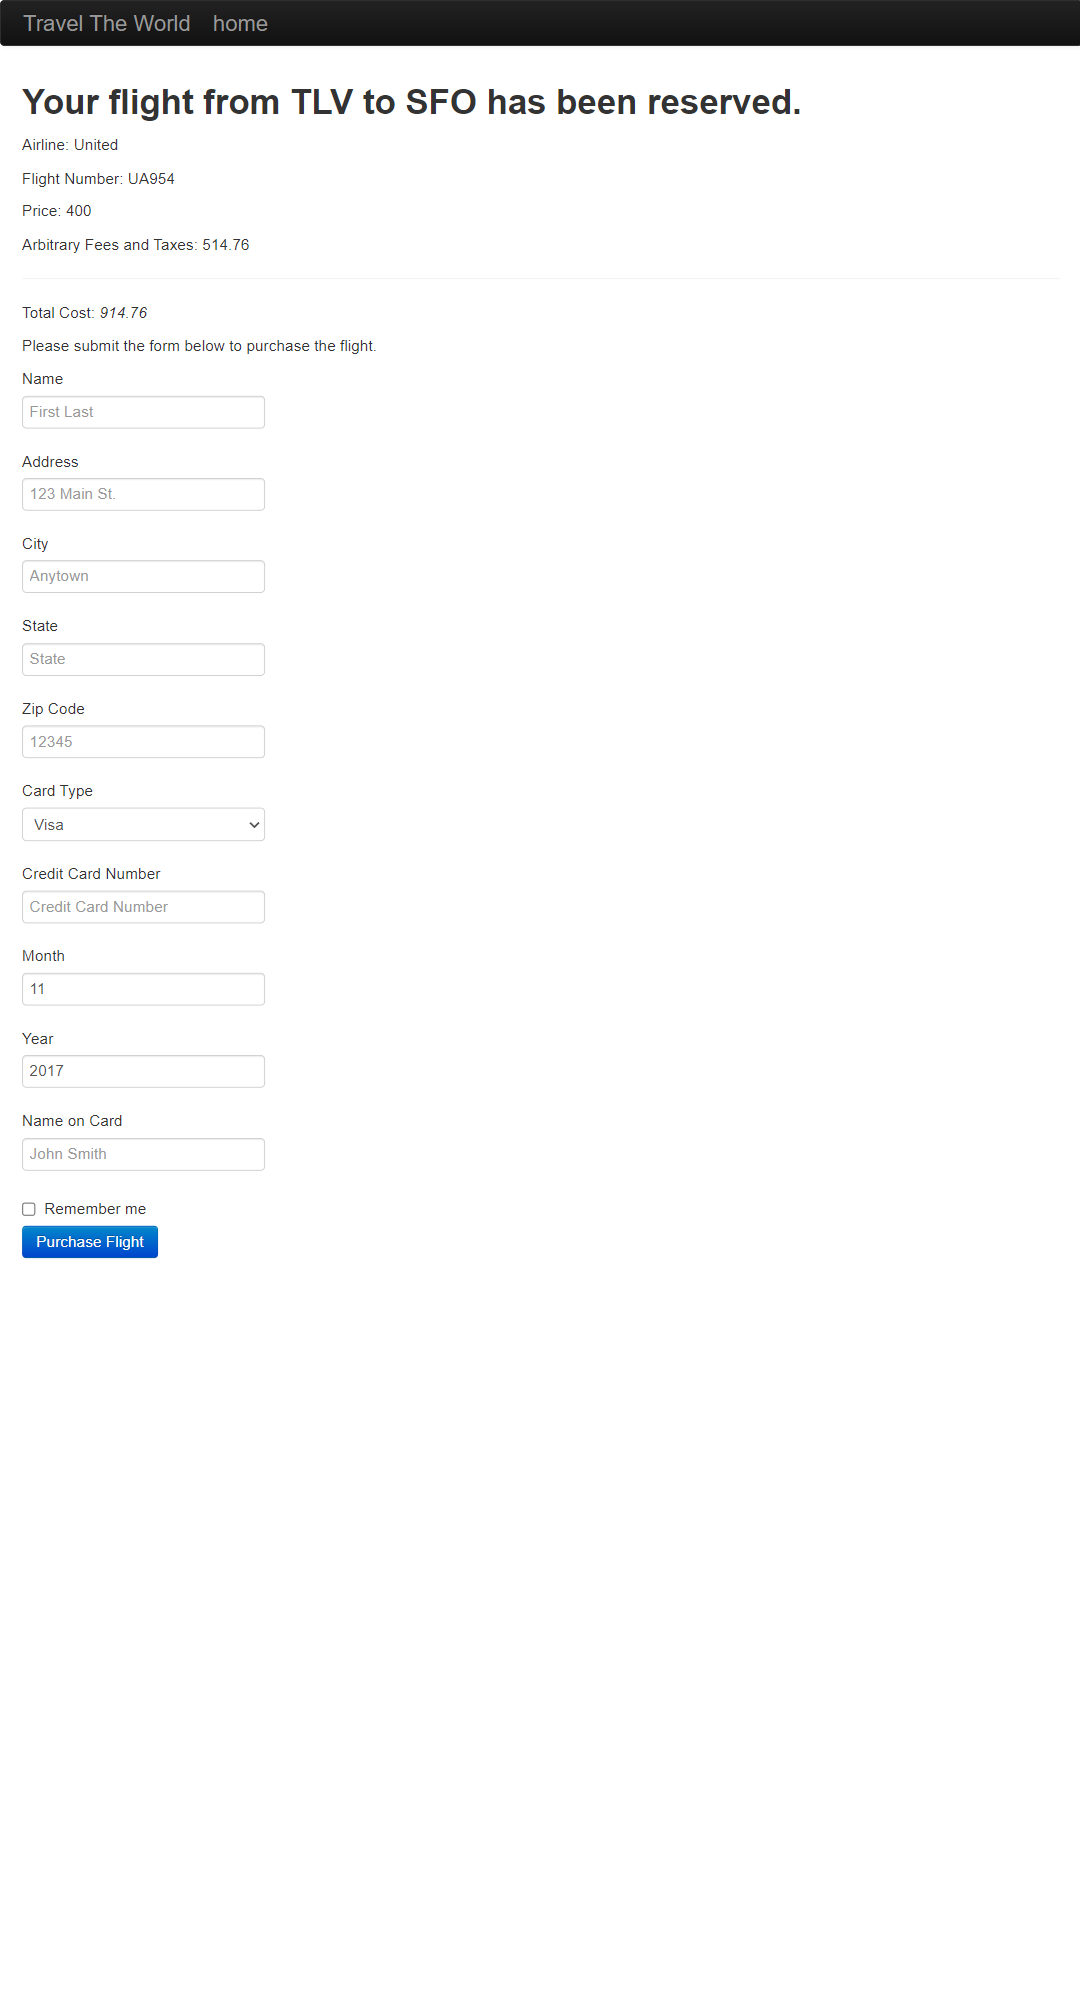 Travel The World home
Your flight from TLV to SFO has been reserved.
Airline: United
Flight Number: UA954
Price: 400
Arbitrary Fees and Taxes: 514.76
Total Cost: 914.76
Please submit the form below to purchase the flight.
Name
First Last
Address
123 Main St.
City
Anytown
State
State
Zip Code
12345
Card Type
Visa
Credit Card Number
Credit Card Number
Month
11
Year
2017
Name on Card
John Smith
Remember me
Purchase Flight